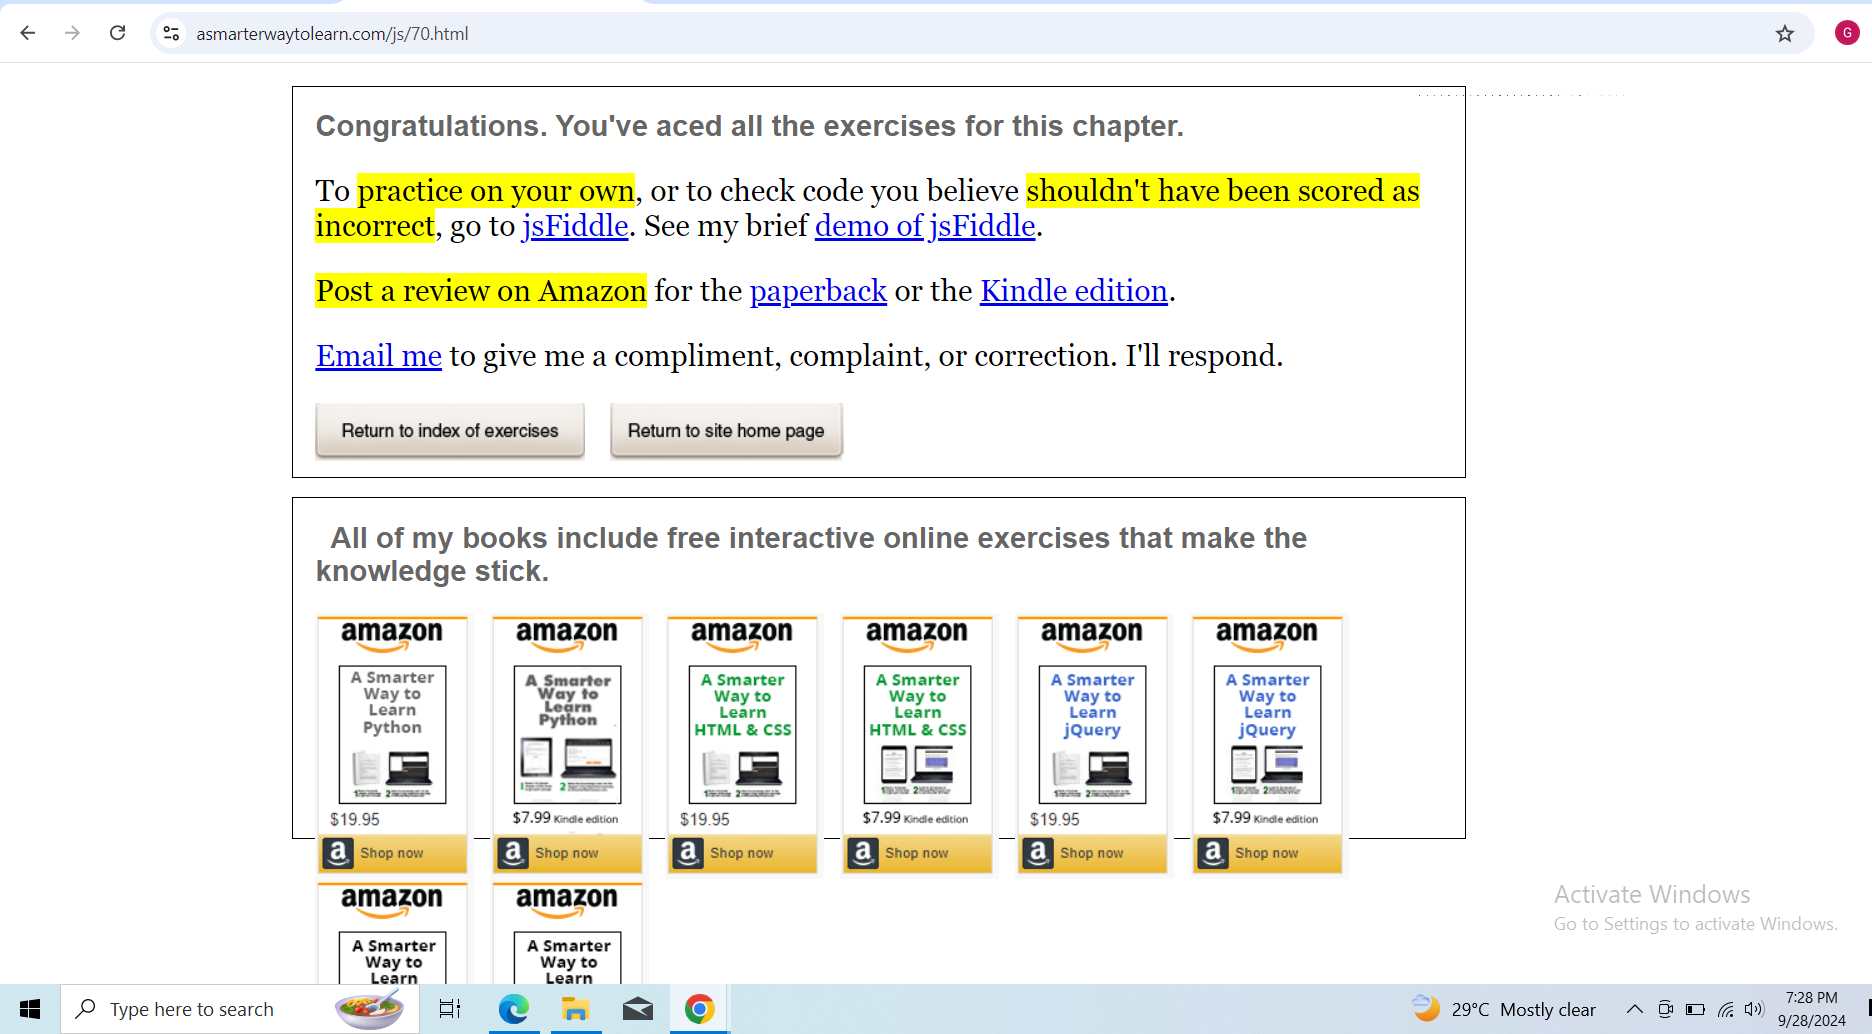 asmarterwaytolearn.com/js/70.html
G
Congratulations. You've aced all the exercises for this chapter.
To practice on your own, or to check code you believe shouldn't have been scored as
incorrect, go to jsFiddle. See my brief demo of jsFiddle.
Post a review on Amazon for the paperback or the Kindle edition.
Email me to give me a compliment, complaint, or correction. I'll respond.
Return to index of exercises Return to site home page
All of my books include free interactive online exercises that make the
knowledge stick.
amazon amazon amazon amazon amazon amazon
A Smarter A Smarter A Smarter A Smarter A Smarter A Smarter
Way to Way to Way to Way to Way to Way to
Learn Learn Learn Learn Learn Learn
Python Python HTML & CSS HTML & CSS jQuery jQuery
$19.95 $7.99 Kindle edition $19.95 $7.99 Kindle edition $19.95 $7.99 Kindle edition
a Shop now a Shop now a Shop now a Shop now a Shop now a Shop now
amazon amazon
A Smarter A Smarter
Way to Way to
Learn Learn
Activate Windows
Go to Settings to activate Windows.
Type here to search
29°C Mostly clear
7:28 PM
9/28/2024